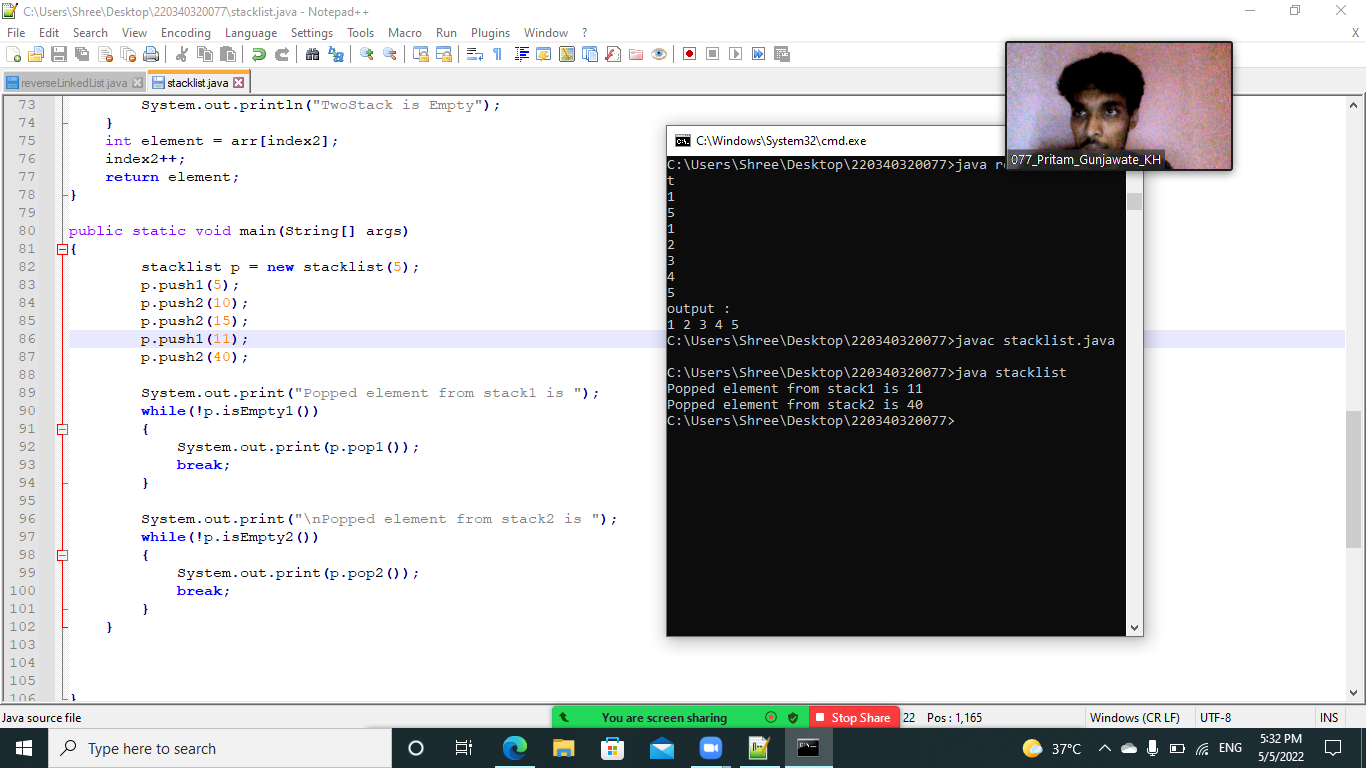 C:\Users\Shree\Desktop\220340320077\stacklist.java - Notepad++
File Edit Search View Encoding Language Settings Tools Macro Run Plugins Window ? X
reverseLinkedList.java stacklist.java
73 System.out.println("TwoStack is Empty");
74 }
75 int element = arr[index2];
76 index2++;
77 return element;
78 }
79
80 public static void main(String[] args)
81 {
82 stacklist p = new stacklist(5);
83 p.push1(5);
84 p.push2(10);
85 p.push2(15);
86 p.push1(11);
87 p.push2(40);
88
89 System.out.print("Popped element from stack1 is ");
90 while(!p.isEmpty1())
91 {
92 System.out.print(p.pop1());
93 break;
94 }
95
96 System.out.print("\nPopped element from stack2 is ");
97 while(!p.isEmpty2())
98 {
99 System.out.print(p.pop2());
100 break;
101 }
102 }
103
104
105
106 }
C:\Windows\System32\cmd.exe
C:\Users\Shree\Desktop\220340320077>java
t
1
5
1
2
3
4
5
output :
1 2 3 4 5
C:\Users\Shree\Desktop\220340320077>javac stacklist.java
C:\Users\Shree\Desktop\220340320077>java stacklist
Popped element from stack1 is 11
Popped element from stack2 is 40
C:\Users\Shree\Desktop\220340320077>
077_Pritam_Gunjawate_KH
Java source file
You are screen sharing
Stop Share
22 Pos : 1,165
Windows (CR LF) UTF-8 INS
Type here to search
37°C
ENG
5:32 PM
5/5/2022